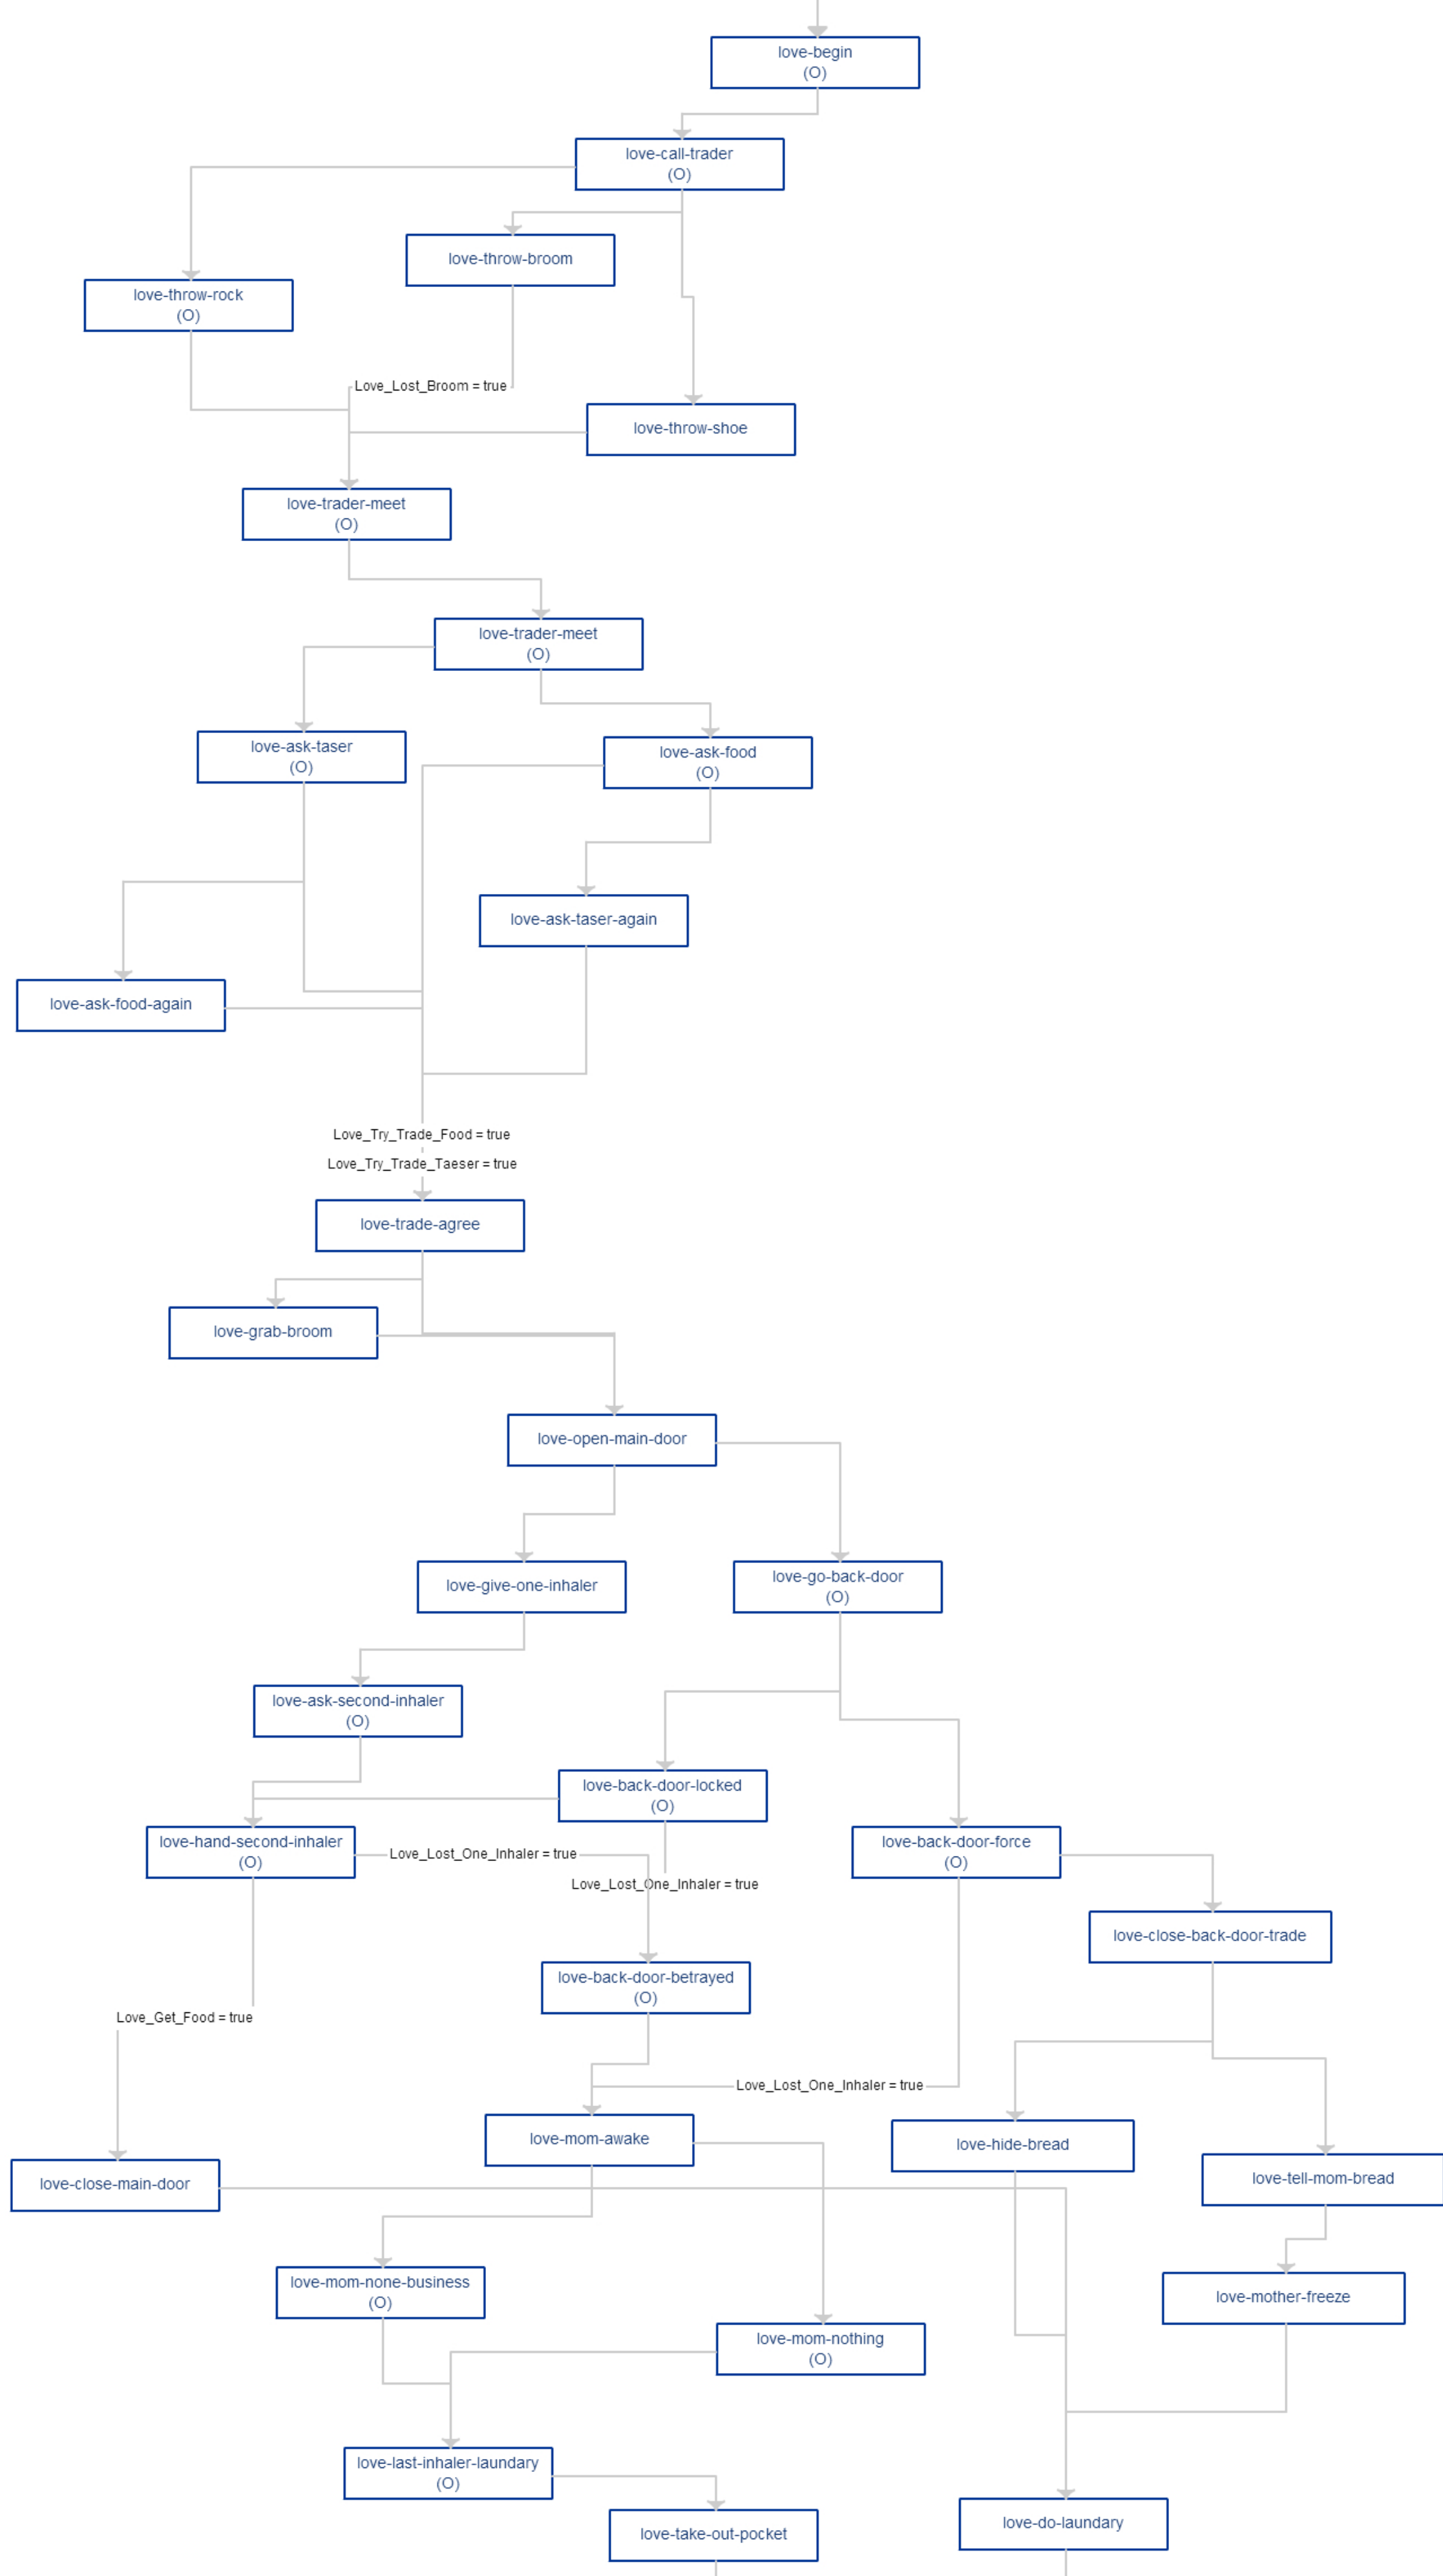 love-begin
(O)
love-call-trader
(O)
love-throw-broom
love-throw-rock
(O)
Love_Lost_Broom = true
love-throw-shoe
love-trader-meet
(O)
love-trader-meet
(O)
love-ask-taser
(O)
love-ask-food
(O)
love-ask-taser-again
love-ask-food-again
Love_Try_Trade_Food = true
Love_Try_Trade_Taeser = true
love-trade-agree
love-grab-broom
love-open-main-door
love-give-one-inhaler
love-go-back-door
(O)
love-ask-second-inhaler
(O)
love-back-door-locked
(O)
love-hand-second-inhaler
(O)
Love_Lost_One_Inhaler = true
love-back-door-force
(O)
Love_Lost_One_Inhaler = true
love-close-back-door-trade
love-back-door-betrayed
(O)
Love_Get_Food = true
Love_Lost_One_Inhaler = true
love-mom-awake
love-hide-bread
love-close-main-door
love-tell-mom-bread
love-mom-none-business
(O)
love-mother-freeze
love-mom-nothing
(O)
love-last-inhaler-laundary
(O)
love-do-laundary
love-take-out-pocket